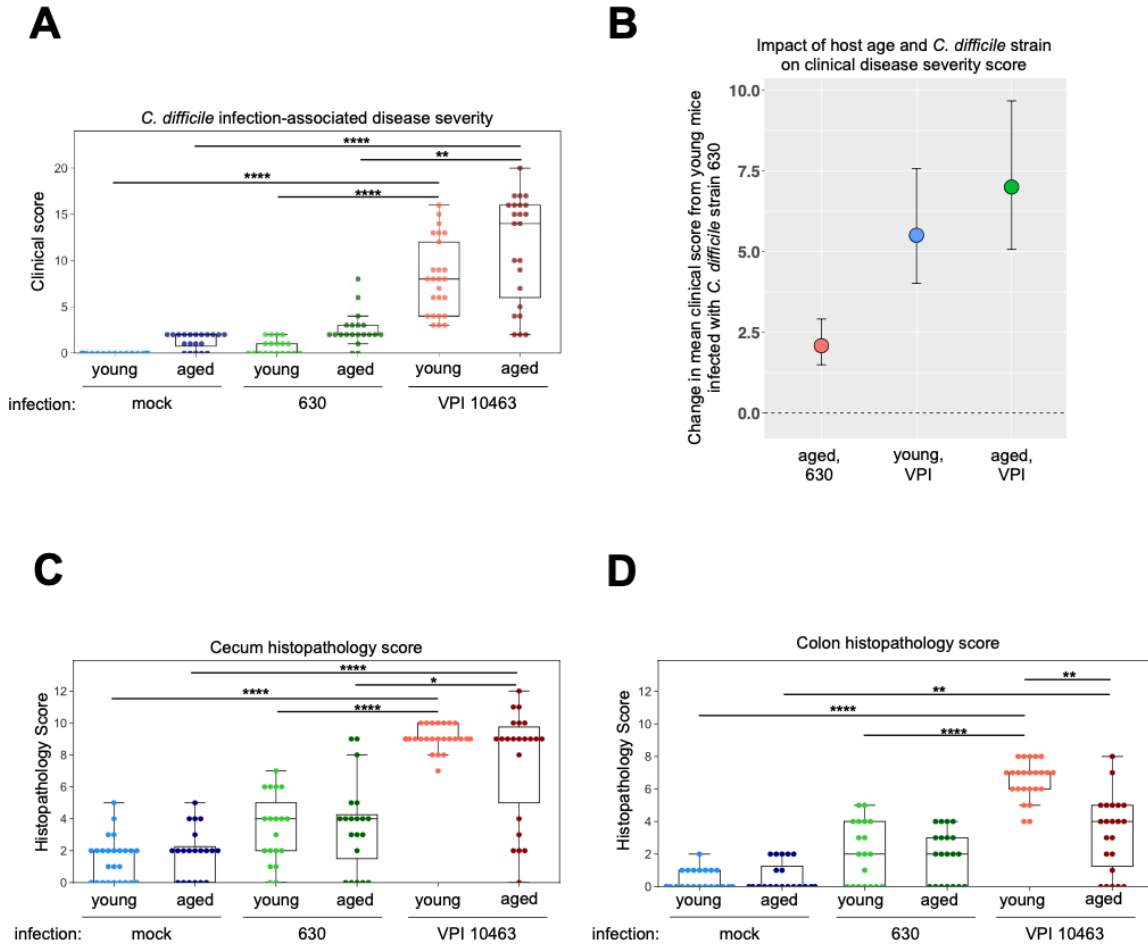 A
C. difficile infection-associated disease severity
****
**
****
****
Clinical score
20
15
10
5
0
young aged young aged young aged
infection: mock 630 VPI 10463
B
Impact of host age and C. difficile strain
on clinical disease severity score
Change in mean clinical score from young mice
infected with C. difficile strain 630
10.0
7.5
5.0
2.5
0.0
aged, young, aged,
630 VPI VPI
C
Cecum histopathology score
****
*
****
****
Histopathology Score
12
10
8
6
4
2
0
young aged young aged young aged
infection: mock 630 VPI 10463
D
Colon histopathology score
**
**
****
****
Histopathology Score
12
10
8
6
4
2
0
young aged young aged young aged
infection: mock 630 VPI 10463